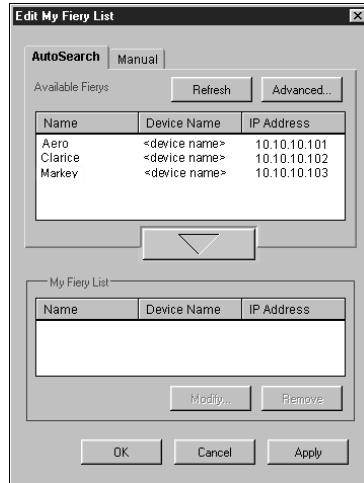 Edit My Fiery List
AutoSearch Manual
Available Fierys Refresh Advanced...
Name Device Name IP Address
Aero <device name> 10.10.10.101
Clarice <device name> 10.10.10.102
Markey <device name> 10.10.10.103
My Fiery List
Name Device Name IP Address
Modify... Remove
OK Cancel Apply